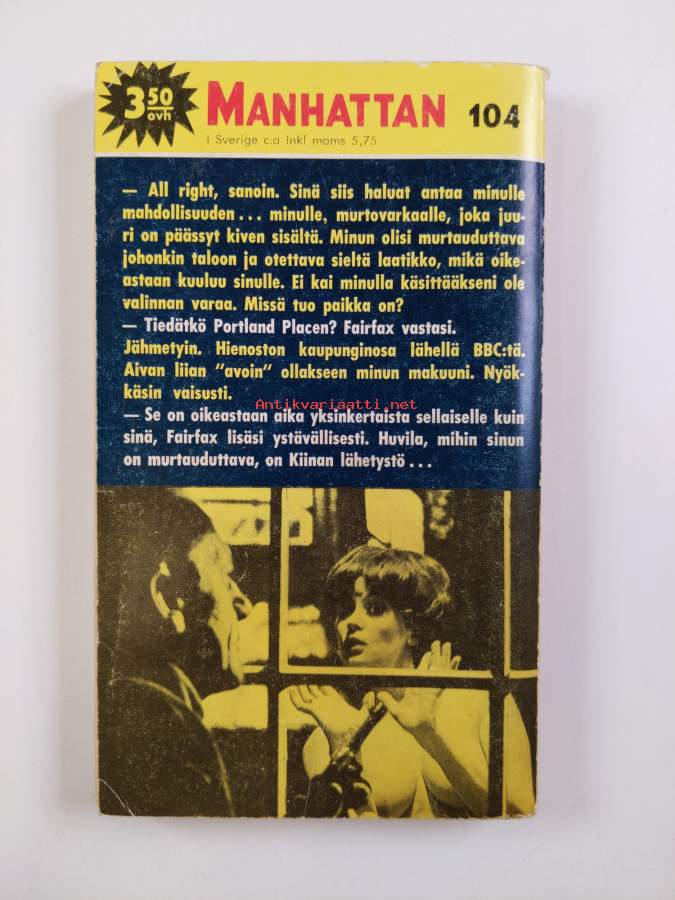 3 50
ovh
MANHATTAN 104
I Sverige c:a inkl moms 5,75
— All right, sanoin. Sinä siis haluat antaa minulle
mahdollisuuden... minulle, murtovarkaalle, joka juu-
ri on päässyt kiven sisältä. Minun olisi murtauduttava
johonkin taloon ja otettava sieltä laatikko, mikä oike-
astaan kuuluu sinulle. Ei kai minulla käsittääkseni ole
valinnan varaa. Missä tuo paikka on?
— Tiedätkö Portland Placen? Fairfax vastasi.
Jähmetyin. Hienoston kaupunginosa lähellä BBC:tä.
Aivan liian "avoin" ollakseen minun makuuni. Nyök-
käsin vaisusti.
Antikvariaatti.net
— Se on oikeastaan aika yksinkertaista sellaiselle kuin
sinä, Fairfax lisäsi ystävällisesti. Huvila, mihin sinun
on murtauduttava, on Kiinan lähetystö...